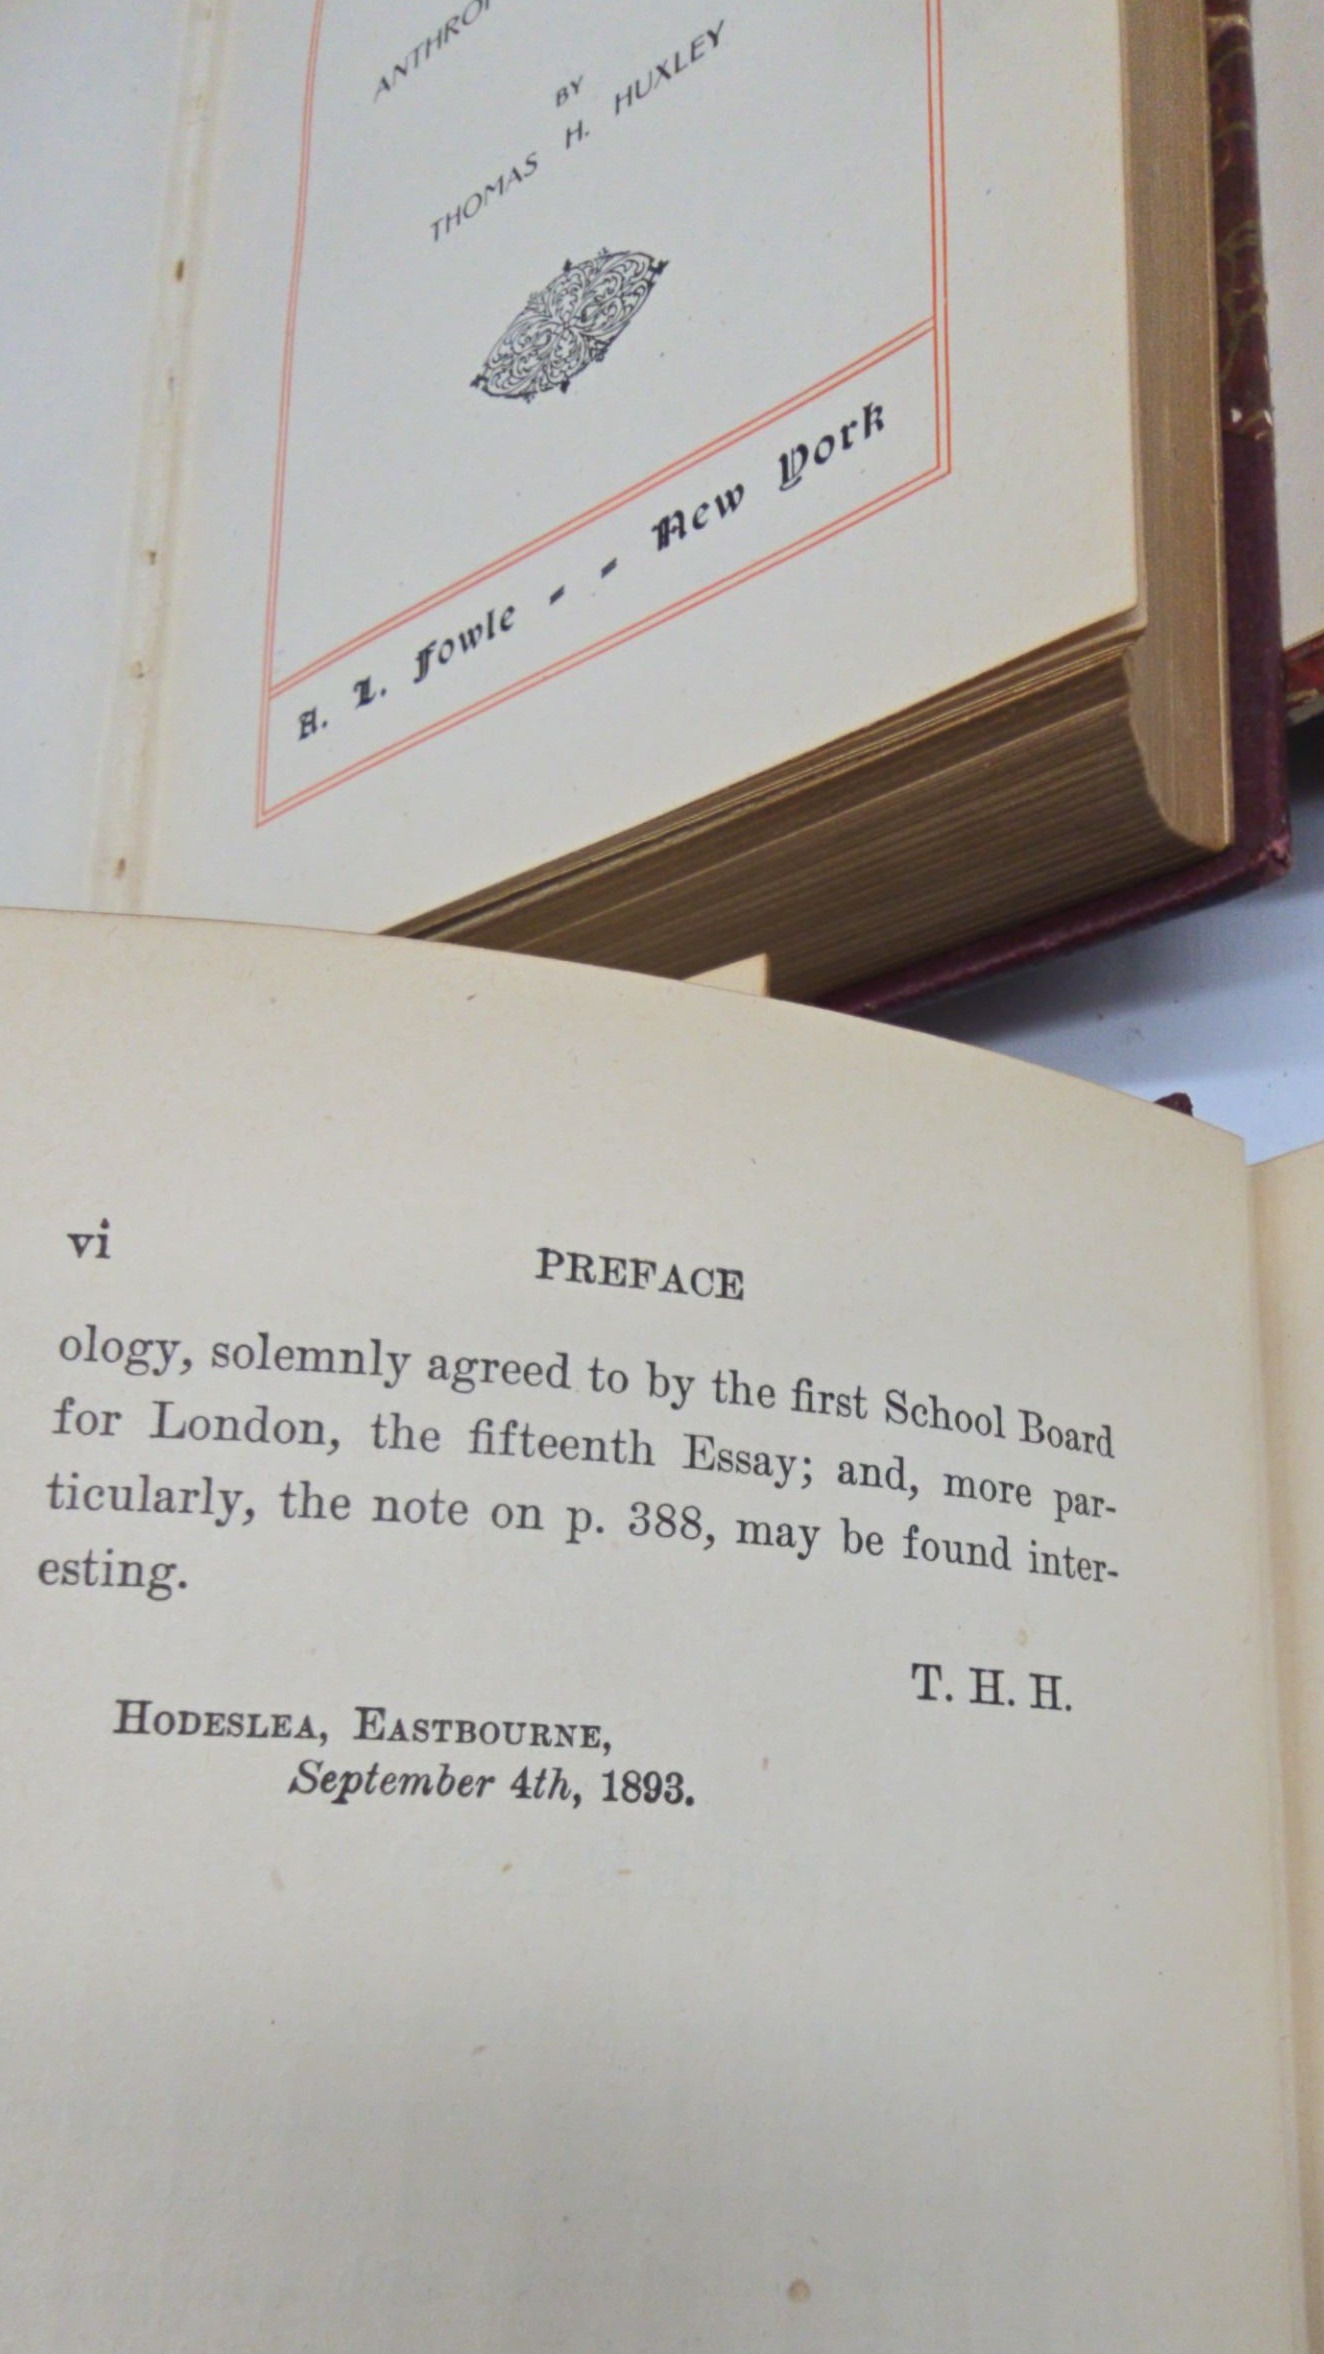 BY
THOMAS H. HUXLEY
A. L. Fowle - - New York
vi PREFACE
ology, solemnly agreed to by the first School Board
for London, the fifteenth Essay; and, more par-
ticularly, the note on p. 388, may be found inter-
esting.
T. H. H.
HODESLEA, EASTBOURNE,
September 4th, 1893.